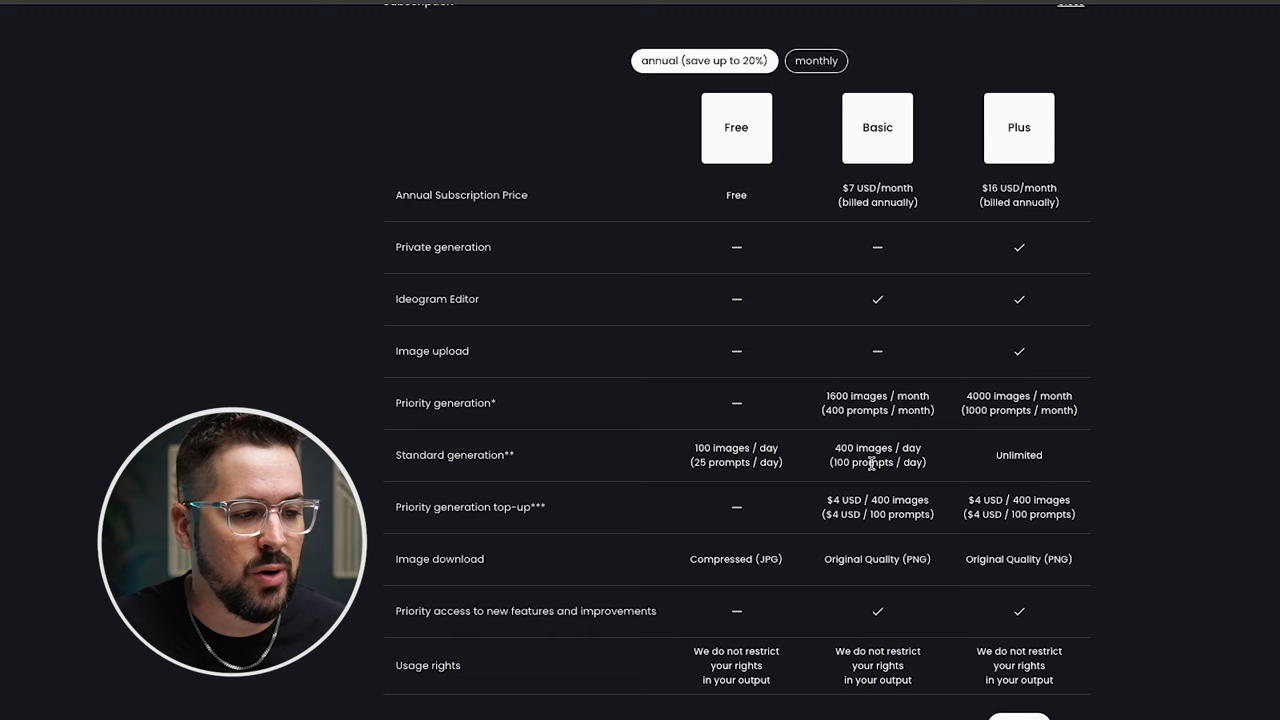 annual (save up to 20%) monthly
Free Basic Plus
Annual Subscription Price Free $7 USD/month (billed annually) $16 USD/month (billed annually)
Private generation — — ✓
Ideogram Editor — ✓ ✓
Image upload — — ✓
Priority generation* — 1600 images / month (400 prompts / month) 4000 images / month (1000 prompts / month)
Standard generation** 100 images / day (25 prompts / day) 400 images / day (100 prompts / day) Unlimited
Priority generation top-up*** — $4 USD / 400 images ($4 USD / 100 prompts) $4 USD / 400 images ($4 USD / 100 prompts)
Image download Compressed (JPG) Original Quality (PNG) Original Quality (PNG)
Priority access to new features and improvements — ✓ ✓
Usage rights We do not restrict your rights in your output We do not restrict your rights in your output We do not restrict your rights in your output